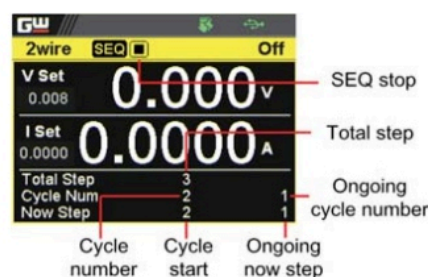 GW
2wire SEQ Off
V Set
0.008
0.000 V
SEQ stop
I Set
0.0000
0.0000 A
Total step
Total Step 3
Cycle Num 2 1
Now Step 2 1
Ongoing
cycle number
Cycle
number
Cycle
start
Ongoing
now step